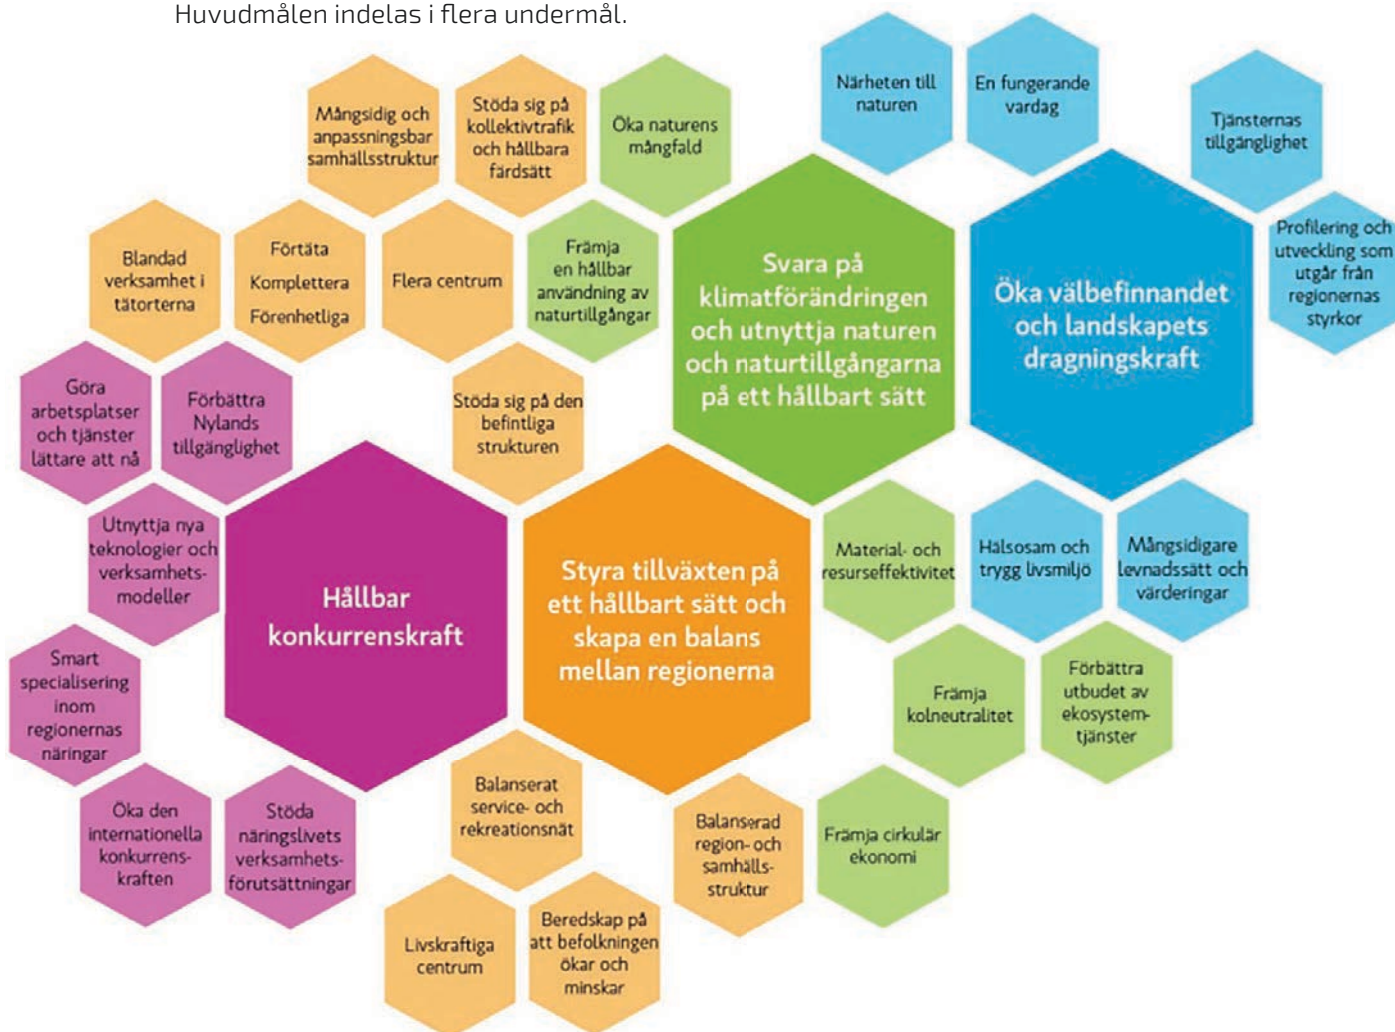 Huvudmålen indelas i flera undermål.
Mångsidig och
anpassningsbar
samhällsstruktur
Stöda sig på
kollektivtrafik
och hållbara
färdsätt
Öka naturens
mångfald
Närheten till
naturen
En fungerande
vardag
Tjänsternas
tillgänglighet
Blandad
verksamhet i
tätorterna
Förtäta
Komplettera
Förenhetliga
Flera centrum
Främja
en hållbar
användning av
naturtillgångar
Svara på
klimatförändringen
och utnyttja naturen
och naturtillgångarna
på ett hållbart sätt
Öka välbefinnandet
och landskapets
dragningskraft
Profilering och
utveckling som
utgår från
regionernas
styrkor
Göra
arbetsplatser
och tjänster
lättare att nå
Förbättra
Nylands
tillgänglighet
Stöda sig på den
befintliga
strukturen
Utnyttja nya
teknologier och
verksamhets-
modeller
Hållbar
konkurrenskraft
Styra tillväxten på
ett hållbart sätt och
skapa en balans
mellan regionerna
Material- och
resurseffektivitet
Hälsosam och
trygg livsmiljö
Mångsidigare
levnadssätt och
värderingar
Smart
specialisering
inom
regionernas
näringar
Främja
kolneutralitet
Förbättra
utbudet av
ekosystem-
tjänster
Öka den
internationella
konkurrens-
kraften
Stöda
näringslivets
verksamhets-
förutsättningar
Balanserat
service- och
rekreationsnät
Balanserad
region- och
samhälls-
struktur
Främja cirkulär
ekonomi
Livskraftiga
centrum
Beredskap på
att befolkningen
ökar och
minskar